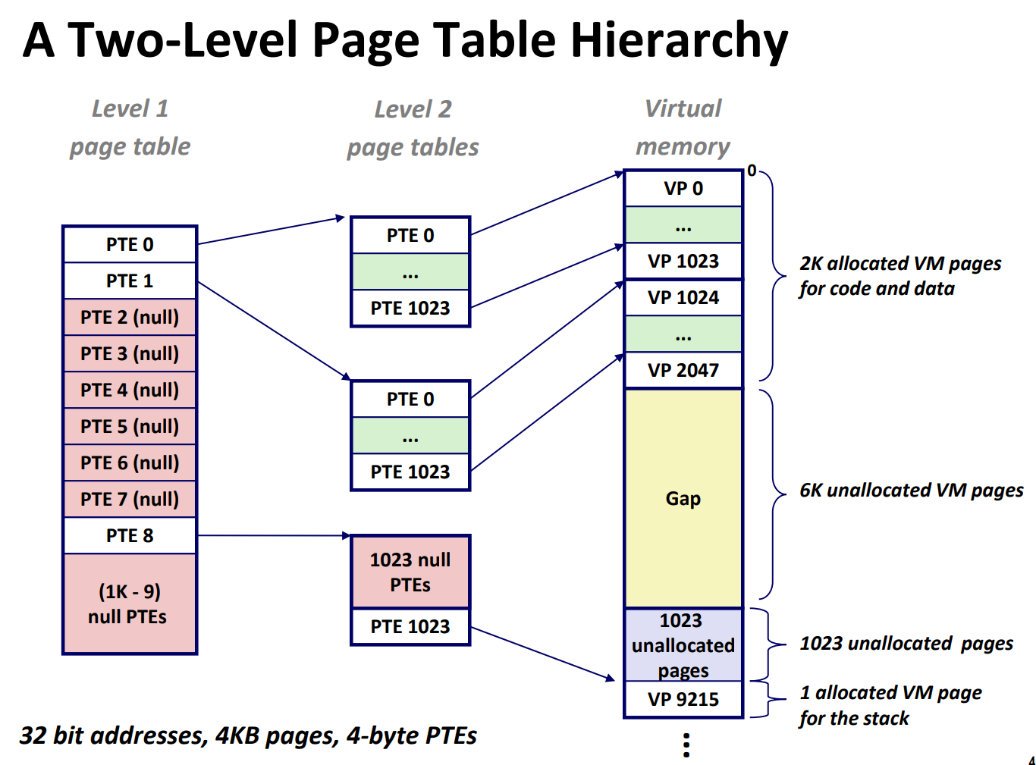 A Two-Level Page Table Hierarchy
Level 1
page table
Level 2
page tables
Virtual
memory
PTE 0
PTE 1
PTE 2 (null)
PTE 3 (null)
PTE 4 (null)
PTE 5 (null)
PTE 6 (null)
PTE 7 (null)
PTE 8
(1K - 9)
null PTEs
PTE 0
...
PTE 1023
PTE 0
...
PTE 1023
1023 null
PTEs
PTE 1023
0
VP 0
...
VP 1023
VP 1024
...
VP 2047
Gap
1023
unallocated
pages
VP 9215
2K allocated VM pages
for code and data
6K unallocated VM pages
1023 unallocated pages
1 allocated VM page
for the stack
32 bit addresses, 4KB pages, 4-byte PTEs